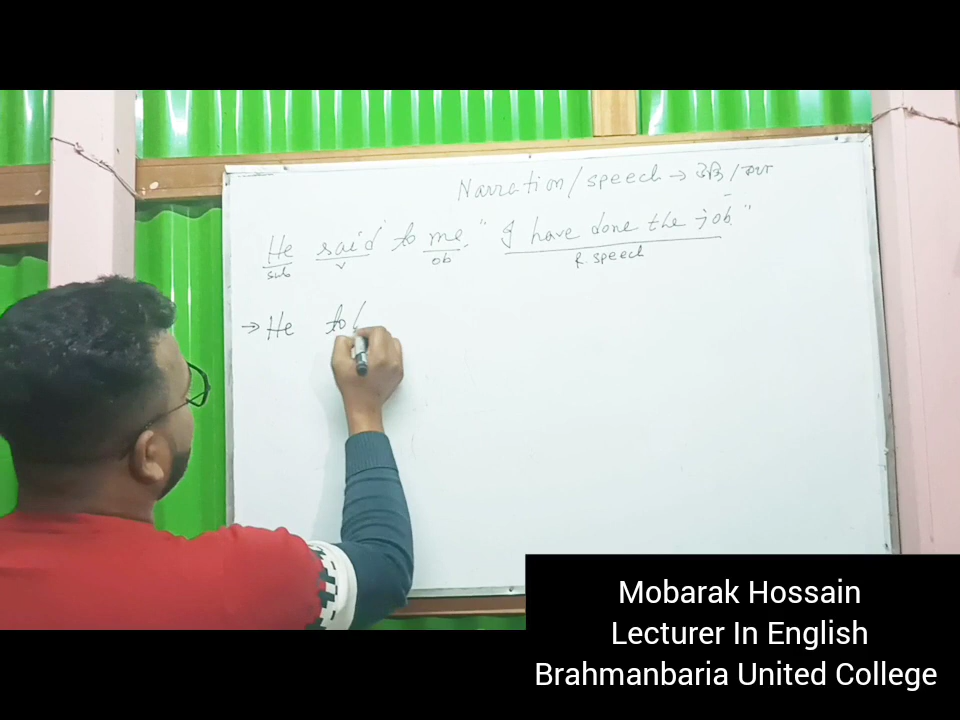 Narration/speech → উক্তি/
He said to me, "I have done the job."
sub v ob R. speech
→ He tol
Mobarak Hossain
Lecturer In English
Brahmanbaria United College